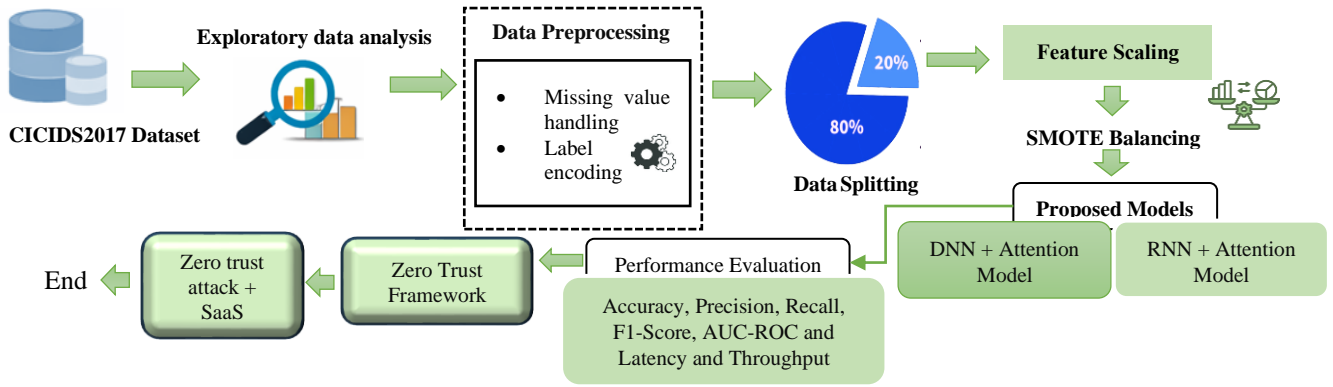 CICIDS2017 Dataset
Exploratory data analysis
Data Preprocessing
• Missing value
handling
• Label
encoding
20%
80%
Data Splitting
Feature Scaling
SMOTE Balancing
Proposed Models
DNN + Attention
Model
RNN + Attention
Model
Performance Evaluation
Accuracy, Precision, Recall,
F1-Score, AUC-ROC and
Latency and Throughput
Zero Trust
Framework
Zero trust
attack +
SaaS
End